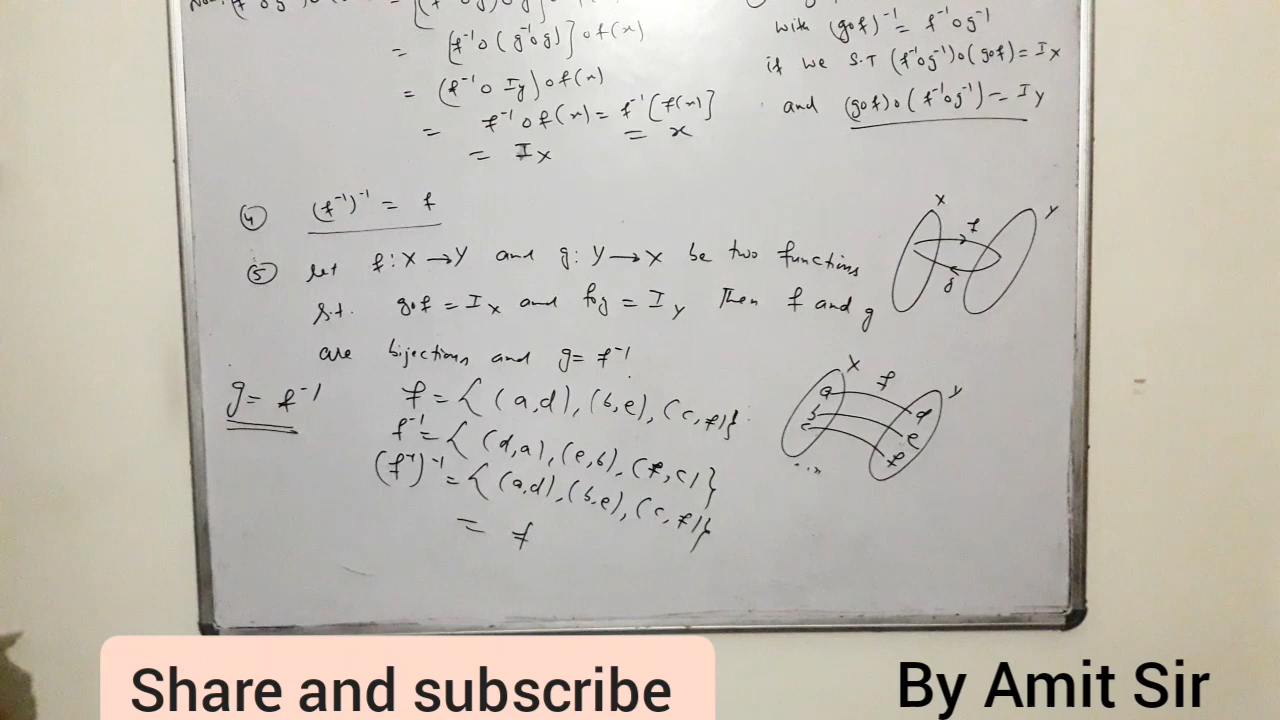 = [f⁻¹o(g⁻¹og)]of(x)
= (f⁻¹ o Iy)of(x)
= f⁻¹of(x) = f⁻¹[f(x)]
= x
= Ix
with (gof)⁻¹ = f⁻¹og⁻¹
if we S.T (f⁻¹og⁻¹)o(gof) = Ix
and (gof)o(f⁻¹og⁻¹) = Iy
④ (f⁻¹)⁻¹ = f
⑤ let f: X→Y and g: Y→X be two functions
s.t. gof = Ix and fog = Iy Then f and g
are bijections and g = f⁻¹
g = f⁻¹
f = {(a,d),(b,e),(c,f)}
f⁻¹ = {(d,a),(e,b),(f,c)}
(f⁻¹)⁻¹ = {(a,d),(b,e),(c,f)}
= f
X f Y
g
X f Y
a d
b e
c f
Share and subscribe
By Amit Sir